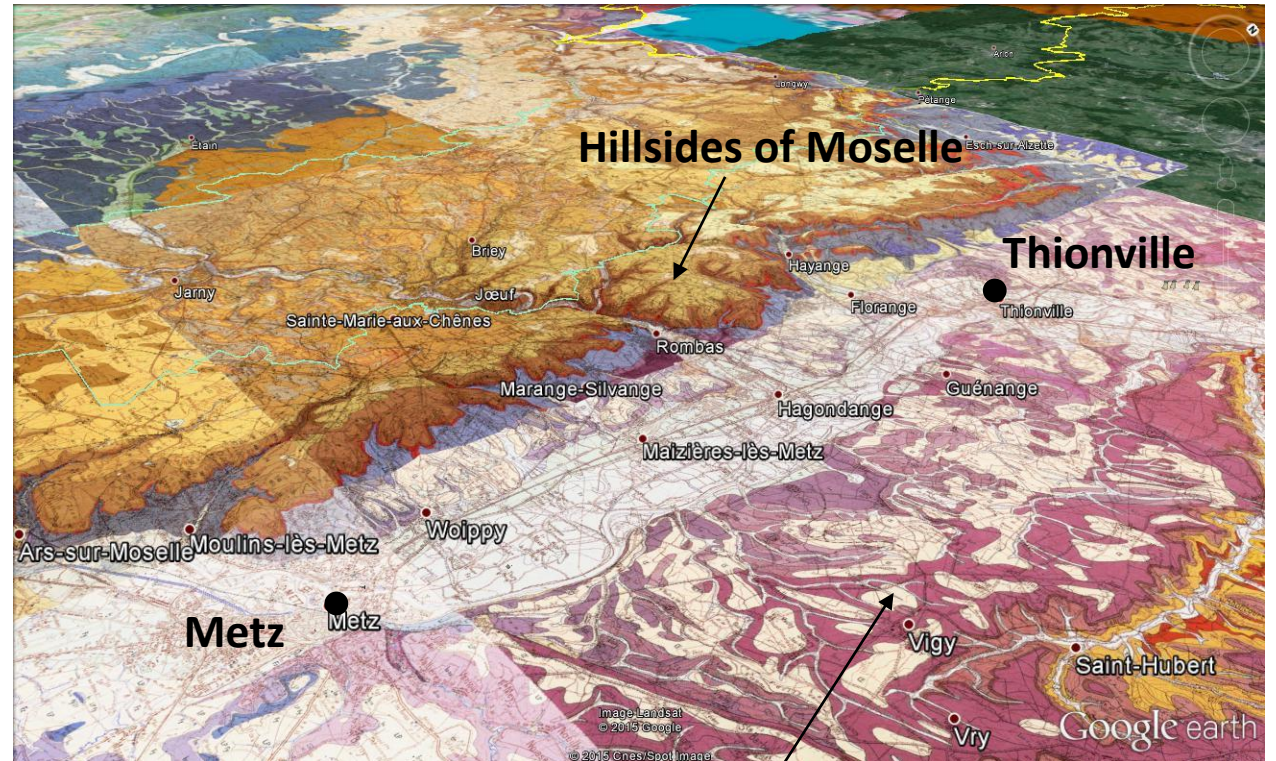 Arlon
Longwy
Pétange
Hillsides of Moselle
Étain
Esch-sur-Alzette
Thionville
Briey
Hayange
Jarny
Jœuf
Florange
Thionville
Sainte-Marie-aux-Chênes
Rombas
Marange-Silvange
Guénange
Hagondange
Maizières-lès-Metz
Woippy
Ars-sur-Moselle
Moulins-lès-Metz
Metz
Metz
Vigy
Saint-Hubert
Image Landsat
© 2015 Google
Vry
Google earth
© 2015 Cnes/Spot Image